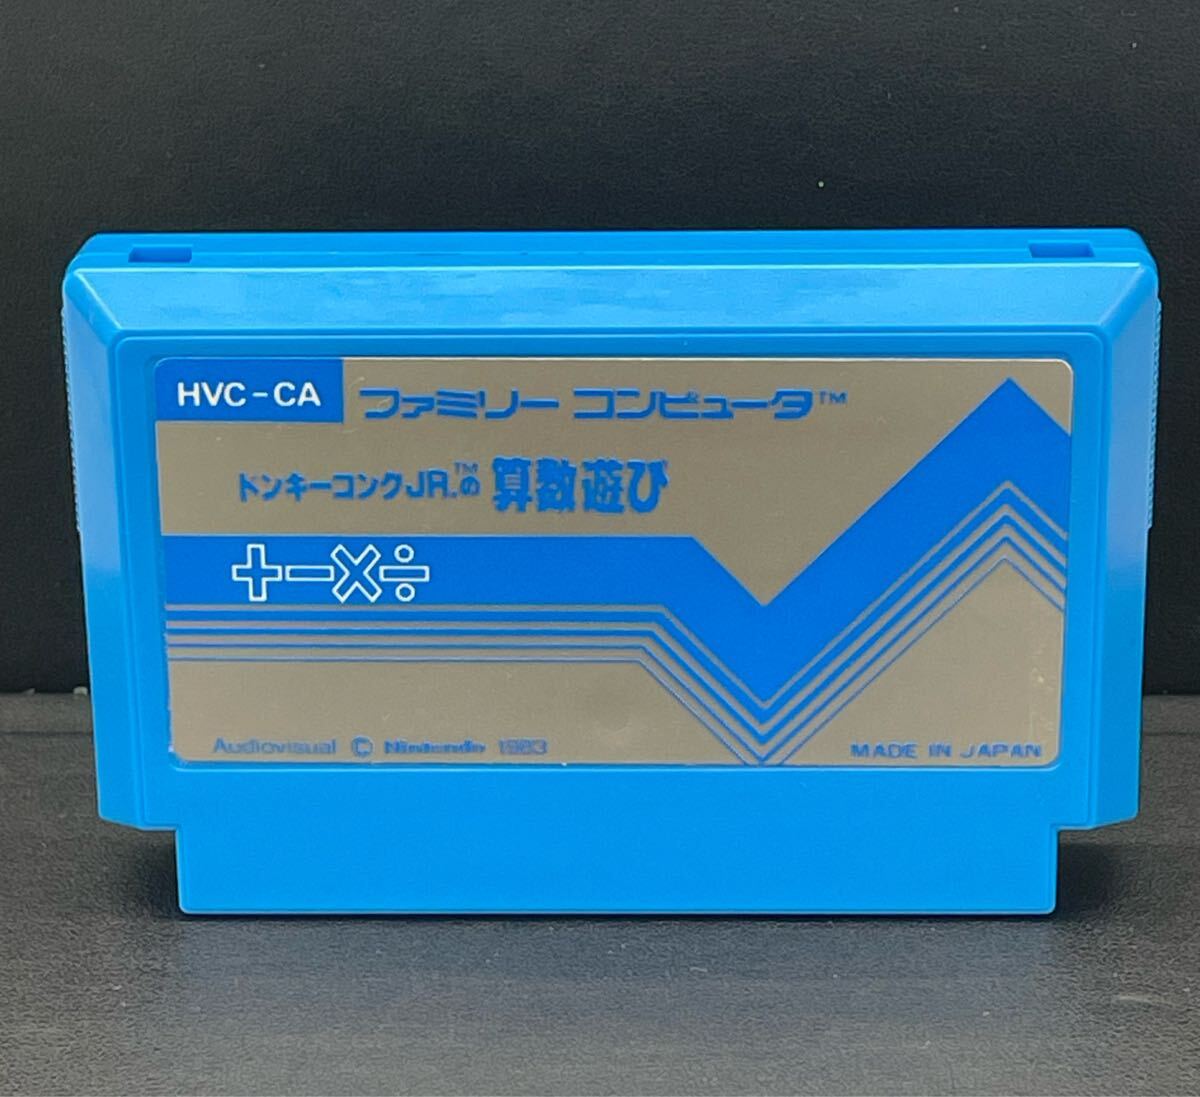 HVC-CA
ファミリー コンピュータ™
ドンキーコングJR.™の 算数遊び
+−×÷
Audiovisual © Nintendo 1983
MADE IN JAPAN